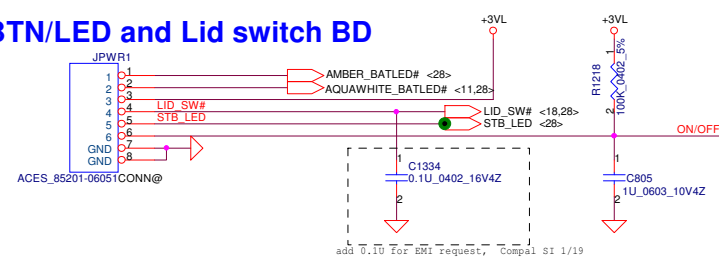 BTN/LED and Lid switch BD
+3VL
+3VL
JPWR1
1
1
AMBER_BATLED# <28>
2
2
AQUAWHITE_BATLED# <11,28>
3
3
4
4
LID_SW#
LID_SW# <18,28>
5
5
STB_LED
STB_LED <28>
6
6
GND
7
GND
8
ACES_85201-06051CONN@
1
R1218
100K_0402_5%
2
ON/OFF
1
C1334
0.1U_0402_16V4Z
2
1
C805
1U_0603_10V4Z
2
add 0.1U for EMI request, Compal SI 1/19